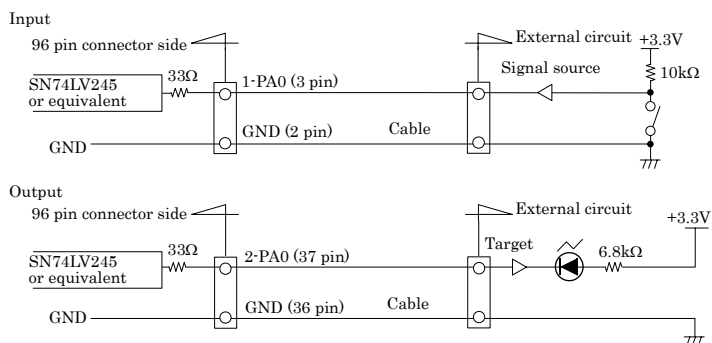 Input
96 pin connector side
External circuit
+3.3V
33Ω
1-PA0 (3 pin)
Signal source
10kΩ
SN74LV245
or equivalent
GND (2 pin)
Cable
GND
Output
96 pin connector side
External circuit
+3.3V
33Ω
2-PA0 (37 pin)
Target
6.8kΩ
SN74LV245
or equivalent
GND (36 pin)
Cable
GND